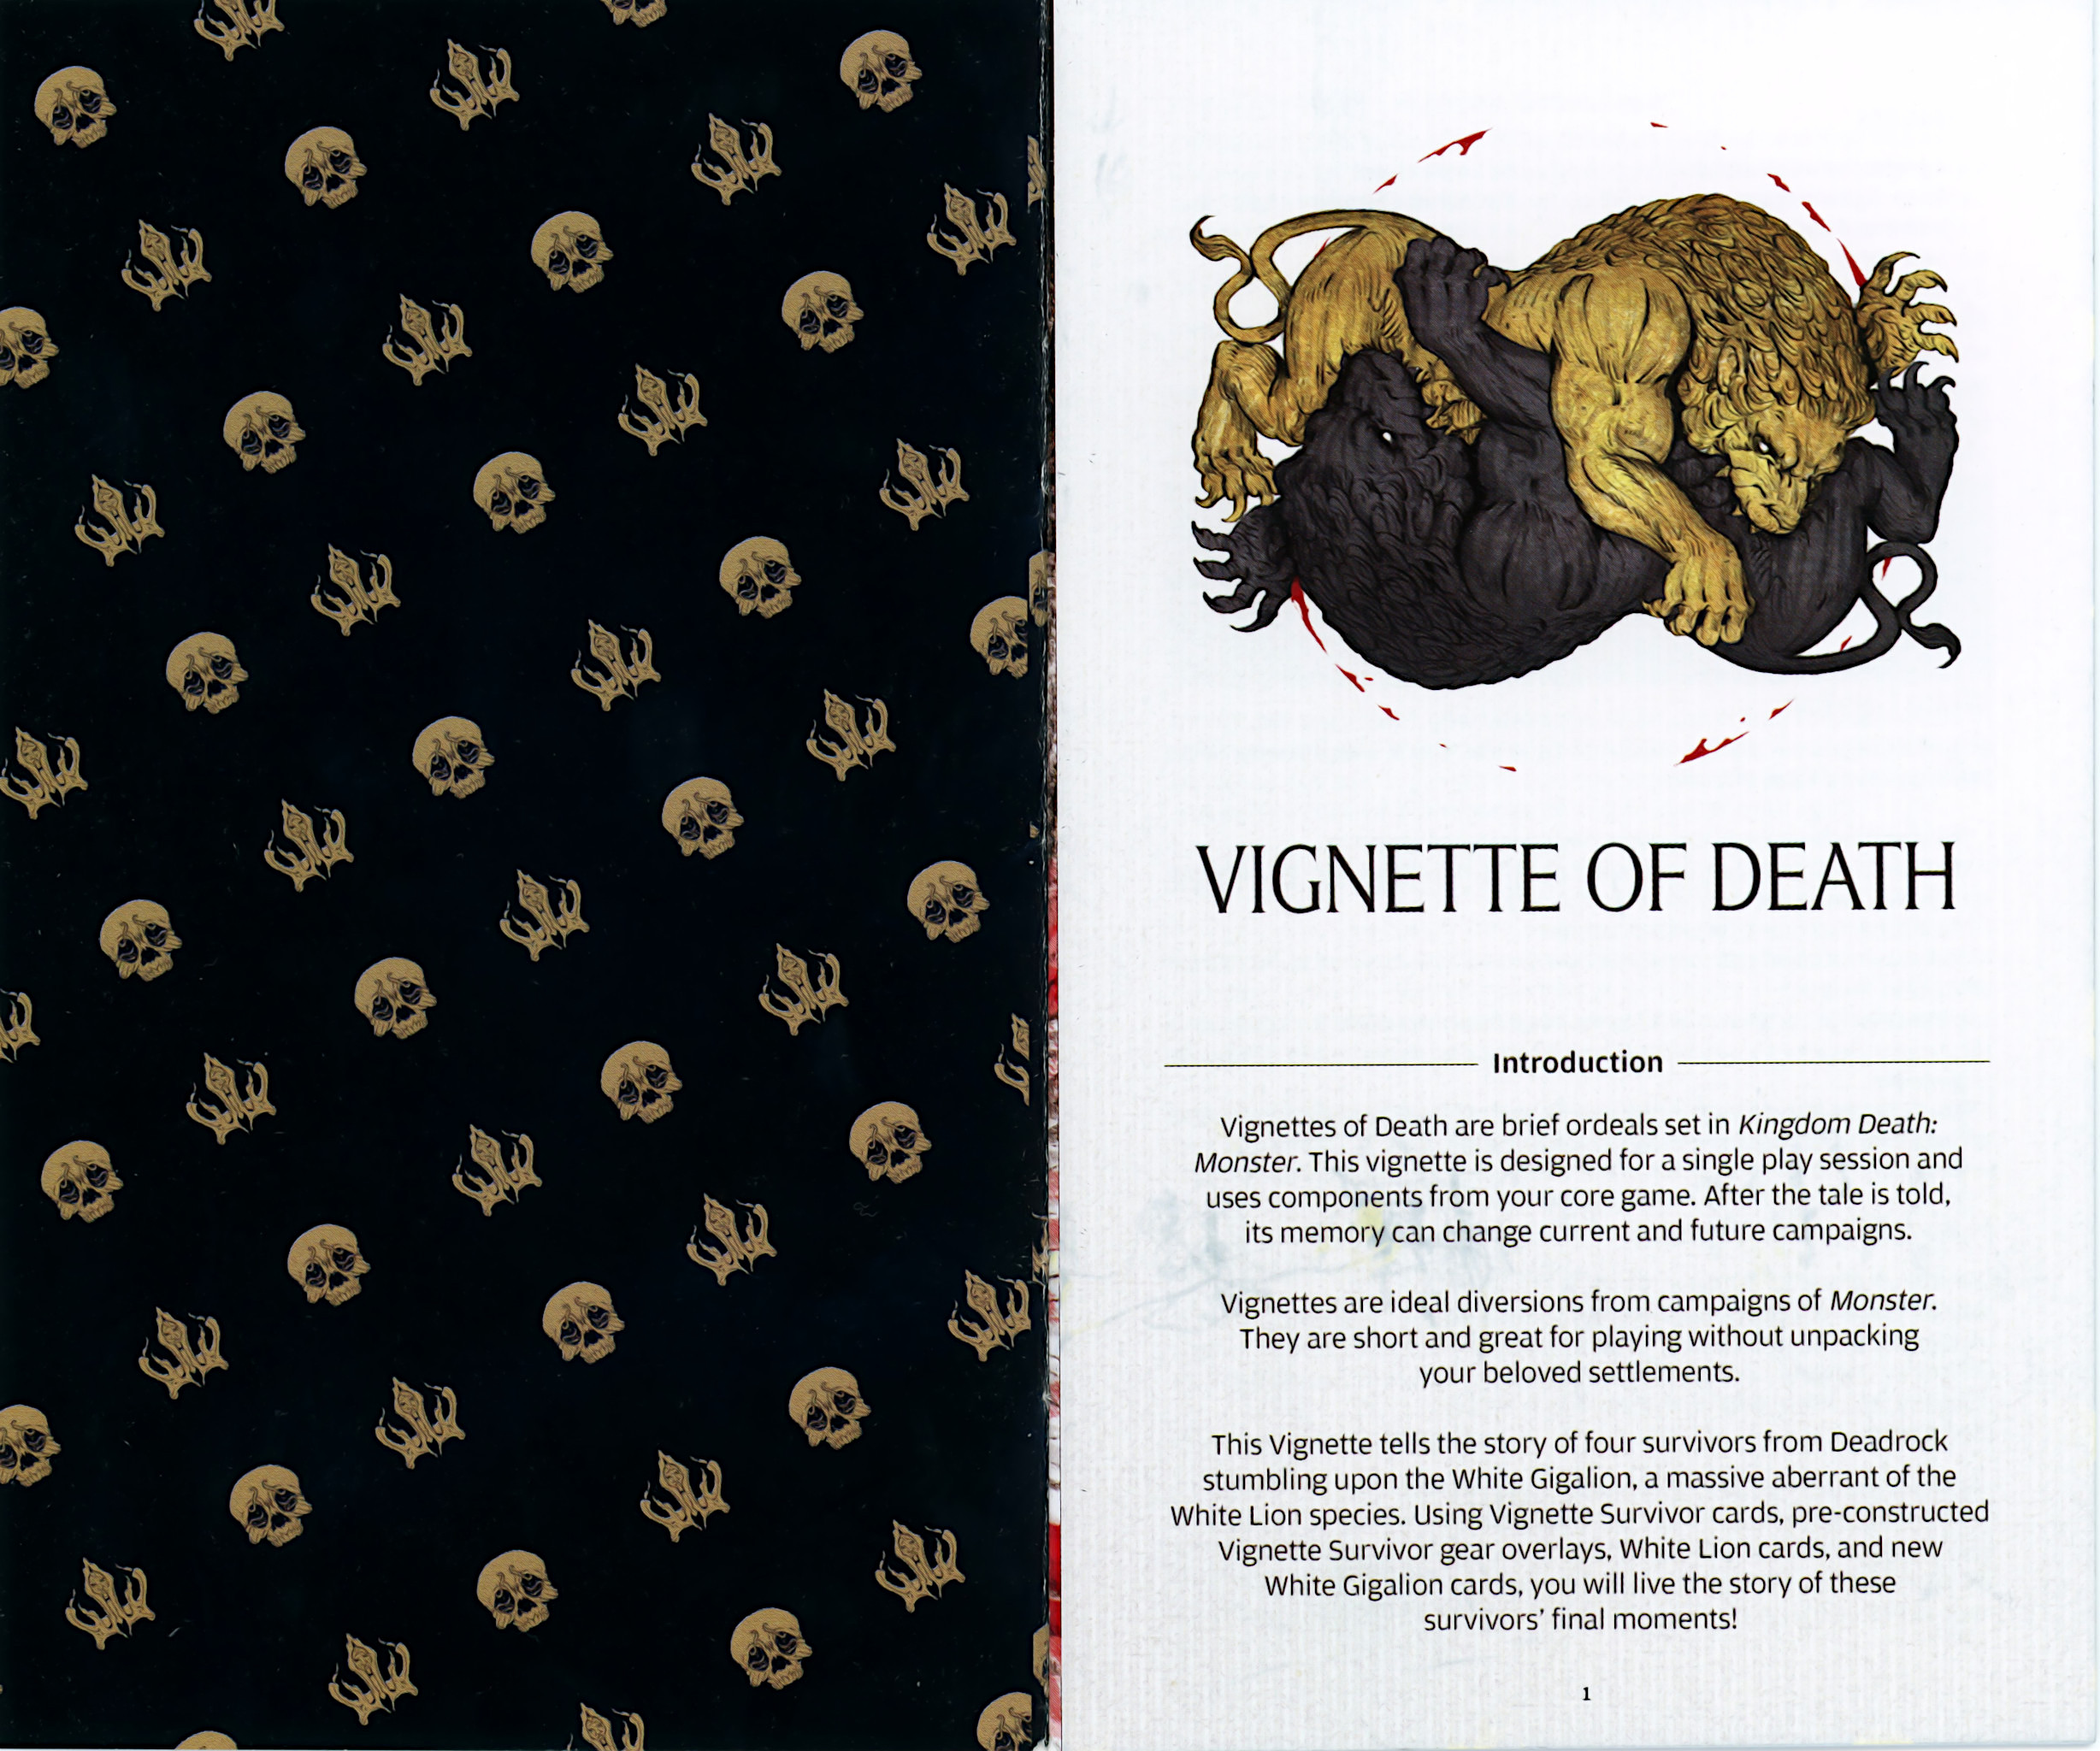 VIGNETTE OF DEATH
Introduction
Vignettes of Death are brief ordeals set in Kingdom Death:
Monster. This vignette is designed for a single play session and
uses components from your core game. After the tale is told,
its memory can change current and future campaigns.
Vignettes are ideal diversions from campaigns of Monster.
They are short and great for playing without unpacking
your beloved settlements.
This Vignette tells the story of four survivors from Deadrock
stumbling upon the White Gigalion, a massive aberrant of the
White Lion species. Using Vignette Survivor cards, pre-constructed
Vignette Survivor gear overlays, White Lion cards, and new
White Gigalion cards, you will live the story of these
survivors’ final moments!
1